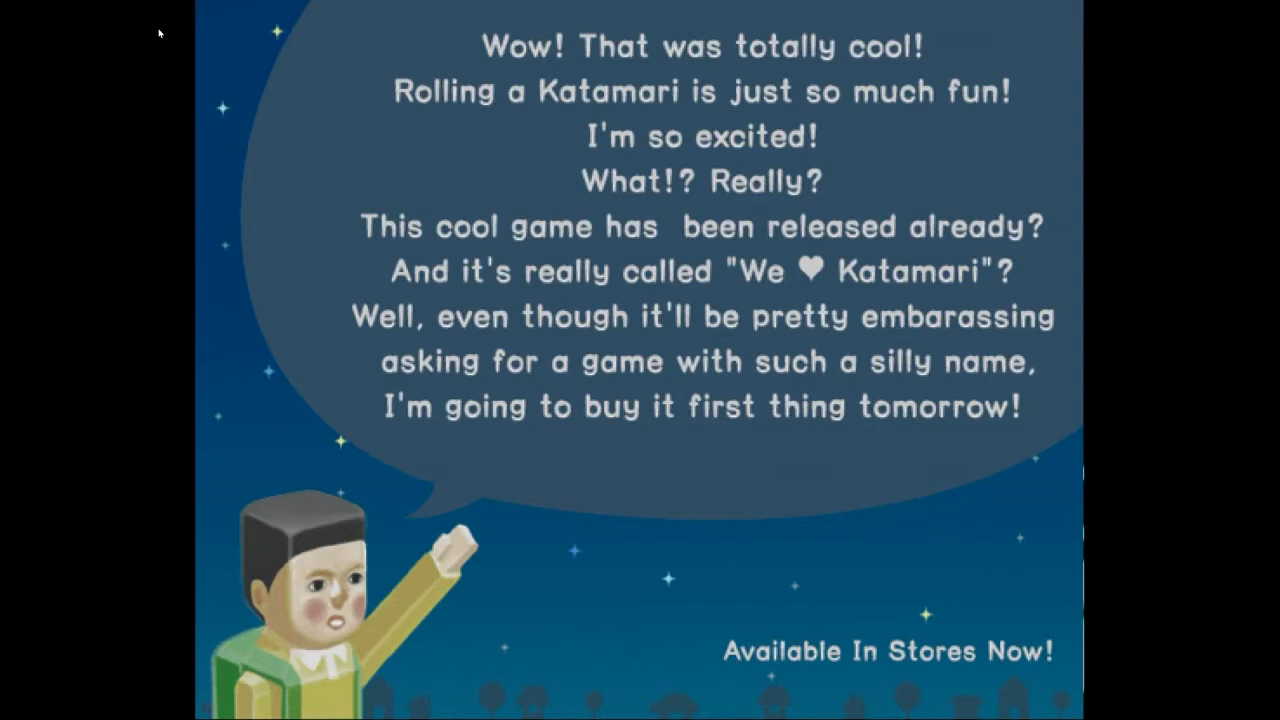 Wow! That was totally cool!
Rolling a Katamari is just so much fun!
I'm so excited!
What!? Really?
This cool game has  been released already?
And it's really called "We ♥ Katamari"?
Well, even though it'll be pretty embarassing
asking for a game with such a silly name,
I'm going to buy it first thing tomorrow!
Available In Stores Now!